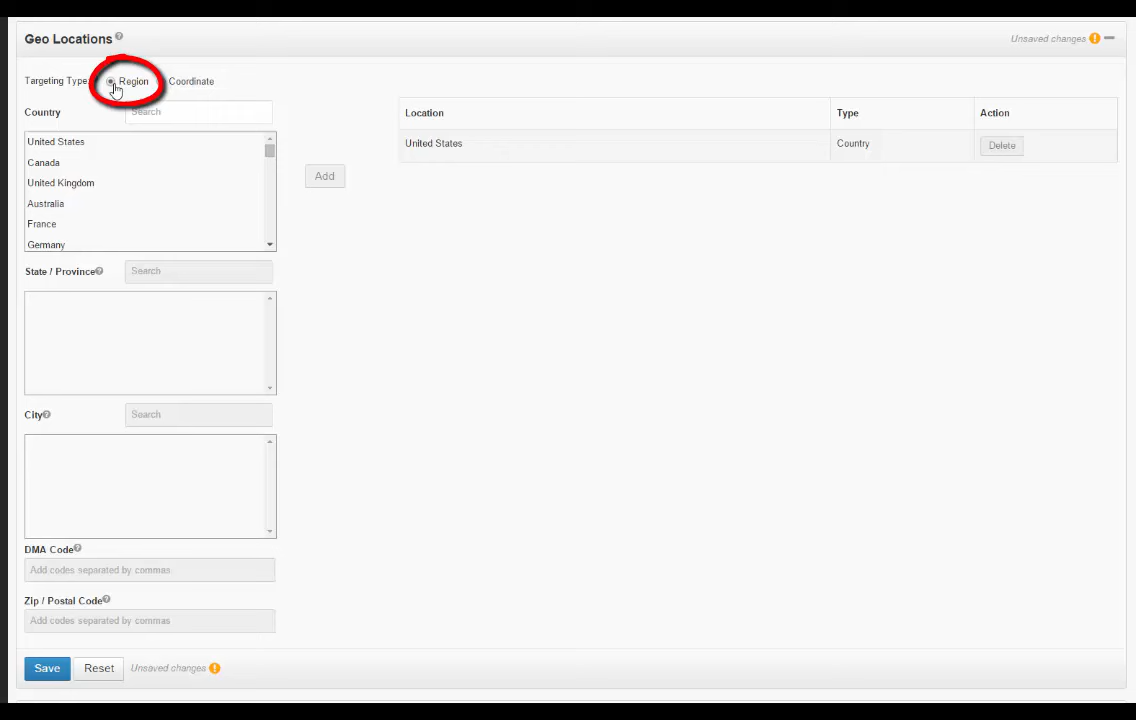 Geo Locations
Unsaved changes
Targeting Type: Region Coordinate
Country Search
United States
Canada
United Kingdom
Australia
France
Germany
Add
Location Type Action
United States Country Delete
State / Province Search
City Search
DMA Code
Add codes separated by commas
Zip / Postal Code
Add codes separated by commas
Save Reset Unsaved changes